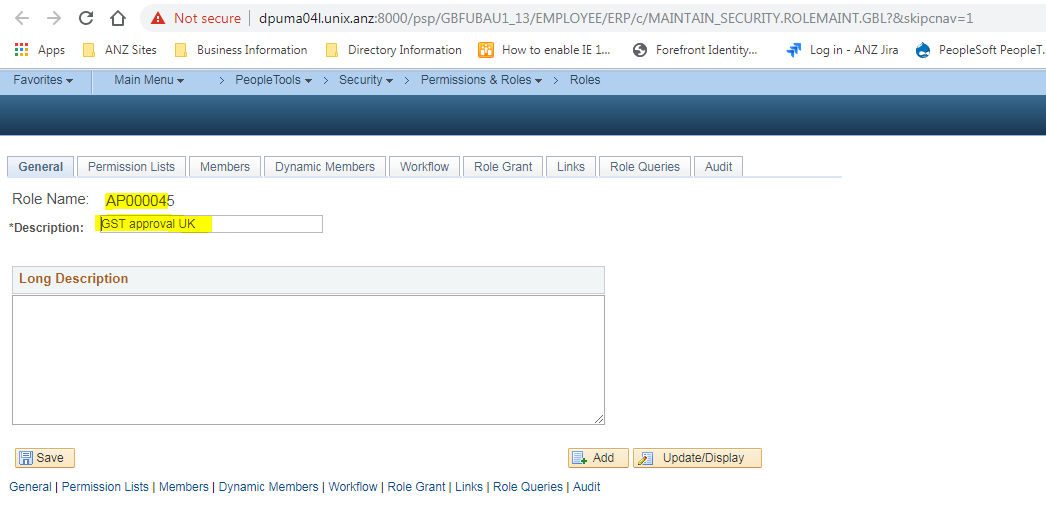 Not secure | dpuma04l.unix.anz:8000/psp/GBFUBAU1_13/EMPLOYEE/ERP/c/MAINTAIN_SECURITY.ROLEMAINT.GBL?&skipcnav=1
Apps ANZ Sites Business Information Directory Information How to enable IE 1... Forefront Identity... Log in - ANZ Jira PeopleSoft PeopleT...
Favorites Main Menu > PeopleTools > Security > Permissions & Roles > Roles
General Permission Lists Members Dynamic Members Workflow Role Grant Links Role Queries Audit
Role Name: AP000045
*Description: GST approval UK
Long Description
Save Add Update/Display
General | Permission Lists | Members | Dynamic Members | Workflow | Role Grant | Links | Role Queries | Audit